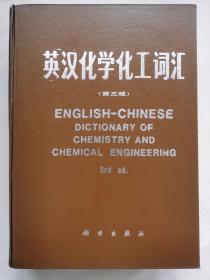 英汉化学化工词汇
（第三版）
ENGLISH-CHINESE
DICTIONARY OF
CHEMISTRY AND
CHEMICAL ENGINEERING
3rd ed.
科学出版社